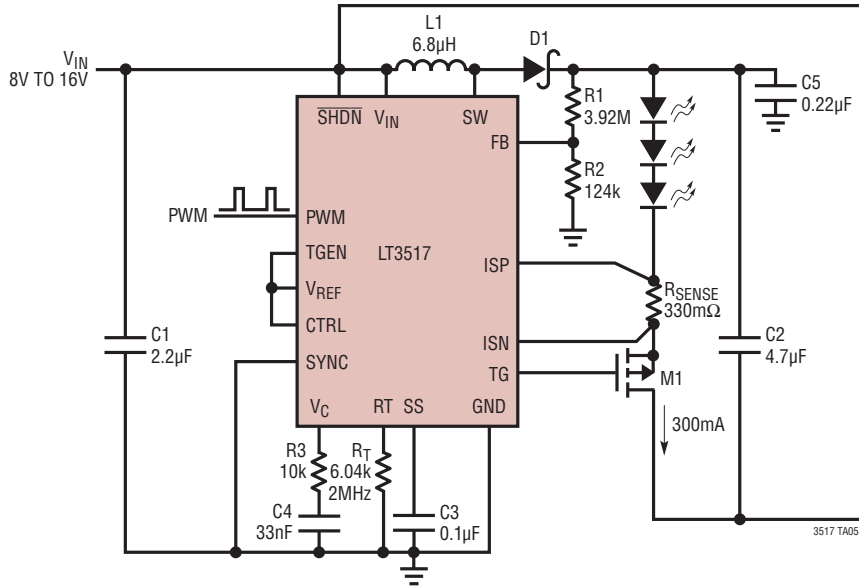 VIN
8V TO 16V
L1
6.8µH
D1
SHDN VIN SW
FB
R1
3.92M
R2
124k
C5
0.22µF
PWM
PWM
TGEN
VREF
CTRL
SYNC
LT3517
ISP
ISN
TG
RSENSE
330mΩ
M1
300mA
C1
2.2µF
C2
4.7µF
VC RT SS GND
R3
10k
RT
6.04k
2MHz
C4
33nF
C3
0.1µF
3517 TA05